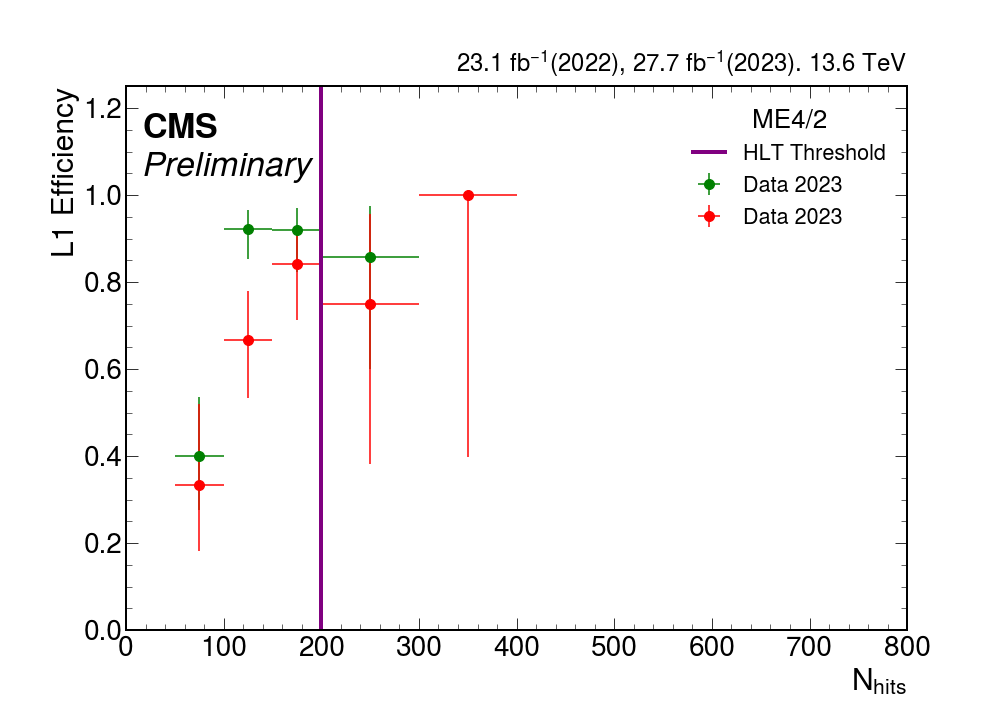 23.1 fb⁻¹(2022), 27.7 fb⁻¹(2023). 13.6 TeV
L1 Efficiency
CMS
Preliminary
ME4/2
HLT Threshold
Data 2023
Data 2023
1.2
1.0
0.8
0.6
0.4
0.2
0.0
0 100 200 300 400 500 600 700 800
N_hits